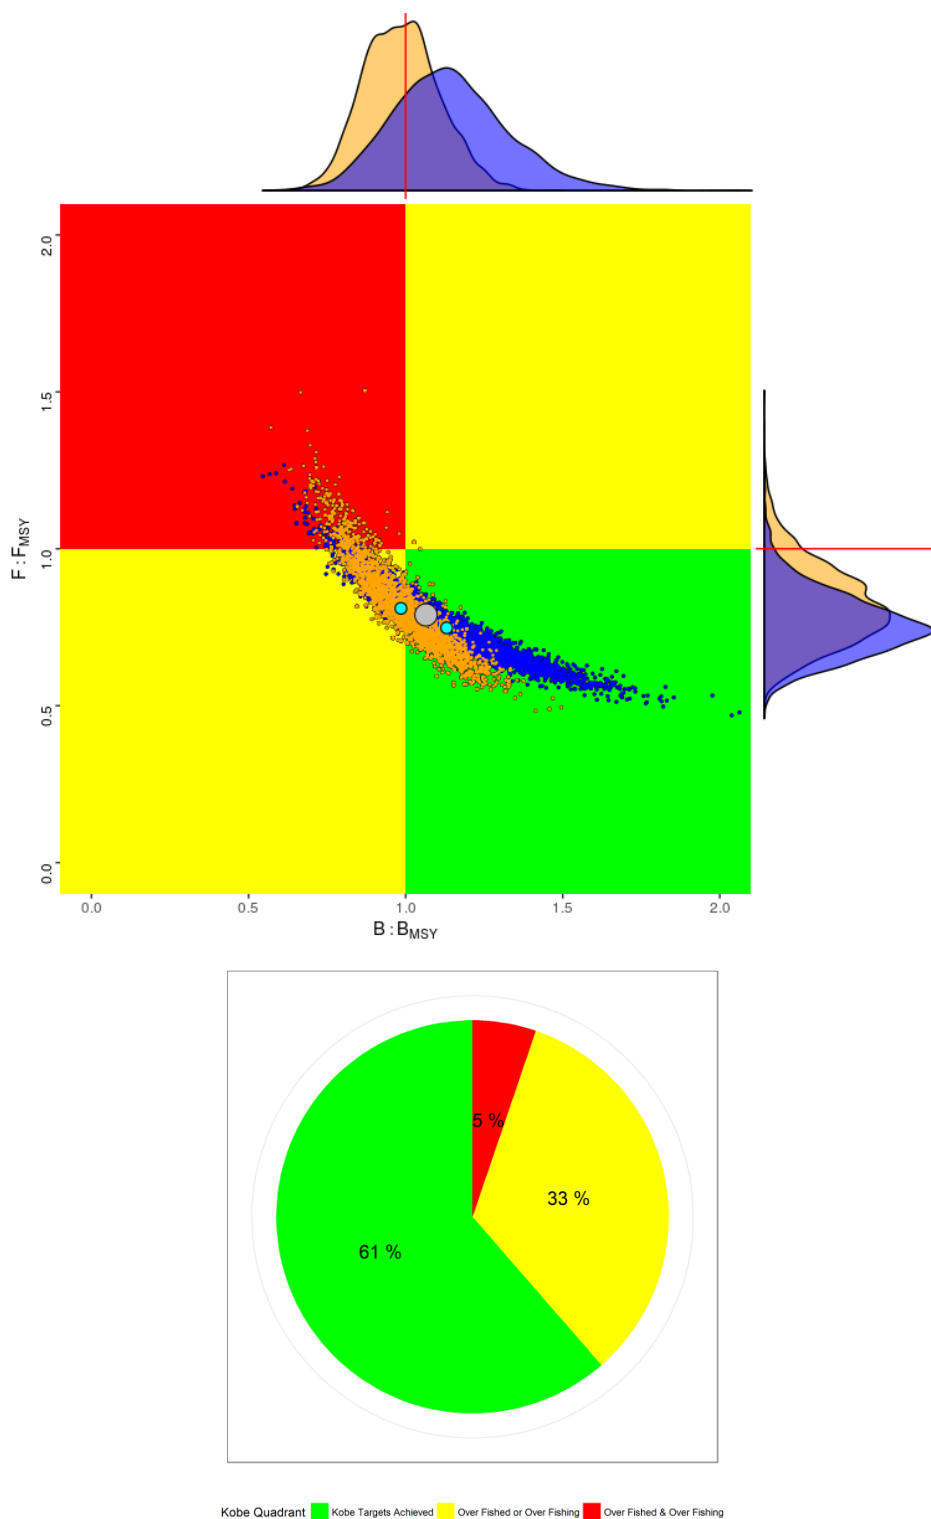 2.0
1.5
1.0
0.5
0.0
F : FMSY
0.0 0.5 1.0 1.5 2.0
B : BMSY
5 %
33 %
61 %
Kobe Quadrant Kobe Targets Achieved Over Fished or Over Fishing Over Fished & Over Fishing